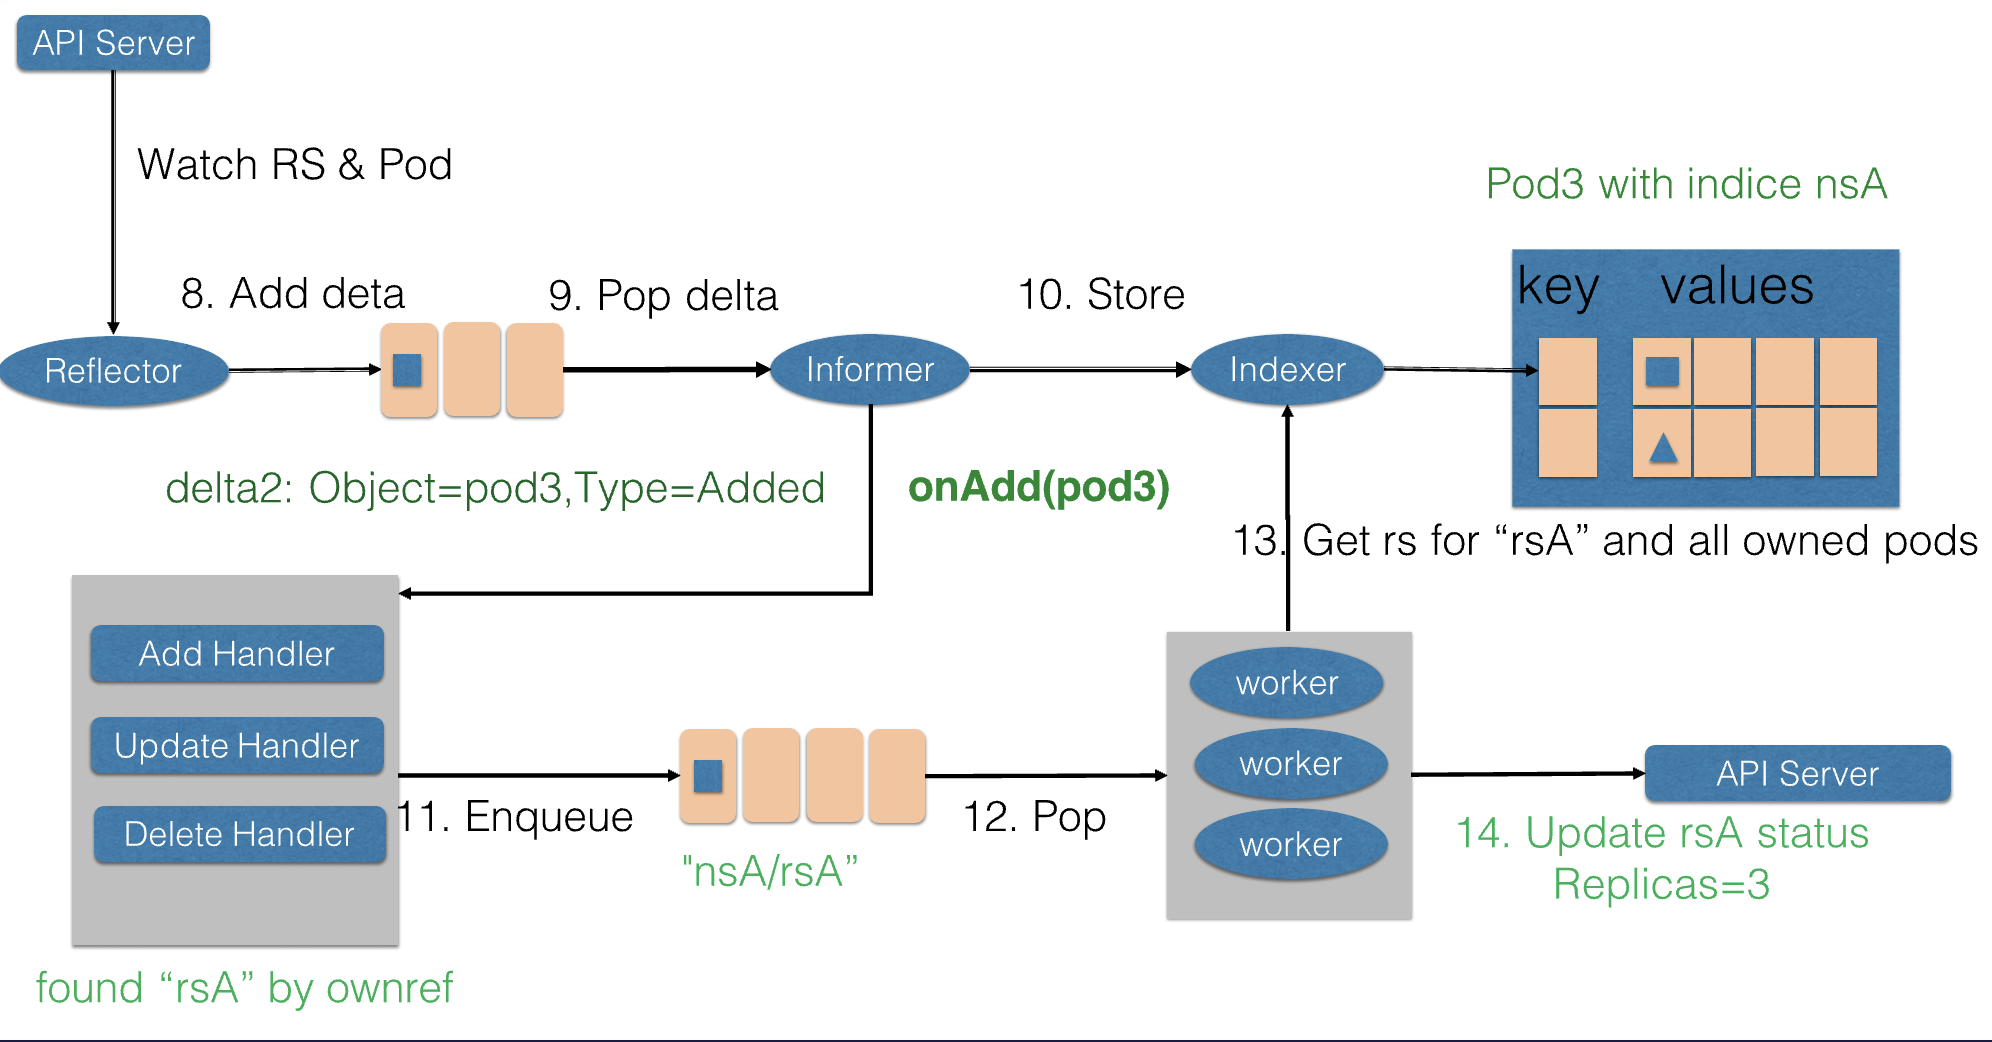 API Server
Watch RS & Pod
Pod3 with indice nsA
8. Add deta
9. Pop delta
10. Store
key values
Reflector
Informer
Indexer
delta2: Object=pod3,Type=Added
onAdd(pod3)
13. Get rs for “rsA” and all owned pods
Add Handler
Update Handler
Delete Handler
11. Enqueue
"nsA/rsA”
12. Pop
worker
worker
worker
API Server
14. Update rsA status
Replicas=3
found “rsA” by ownref